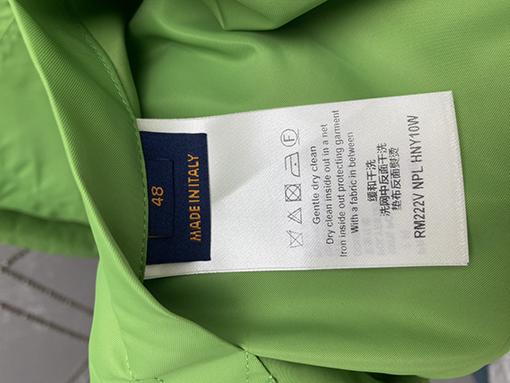 48
MADE IN ITALY
Gentle dry clean
Dry clean inside out in a net
Iron inside out protecting garment
With a fabric in between
缓和干洗
洗网中反面干洗
垫布反面熨烫
RM222V NPL HNY10W